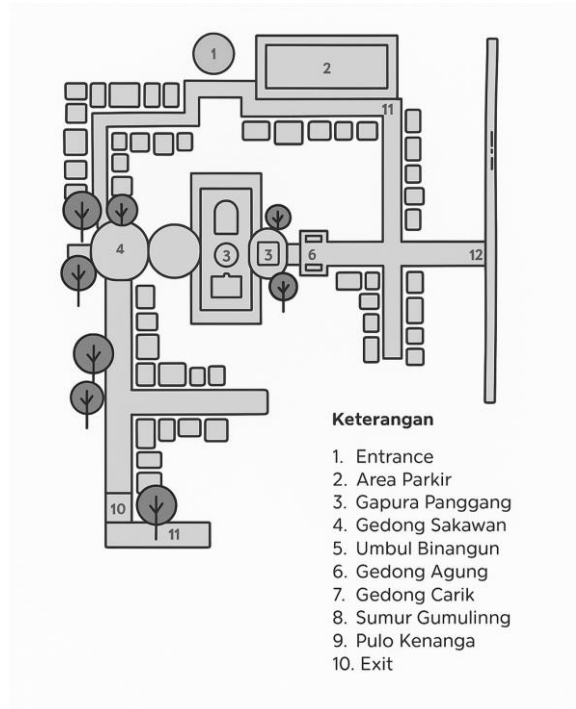 1
2
11
4
3
3
6
12
10
11
Keterangan
1. Entrance
2. Area Parkir
3. Gapura Panggang
4. Gedong Sakawan
5. Umbul Binangun
6. Gedong Agung
7. Gedong Carik
8. Sumur Gumulinng
9. Pulo Kenanga
10. Exit